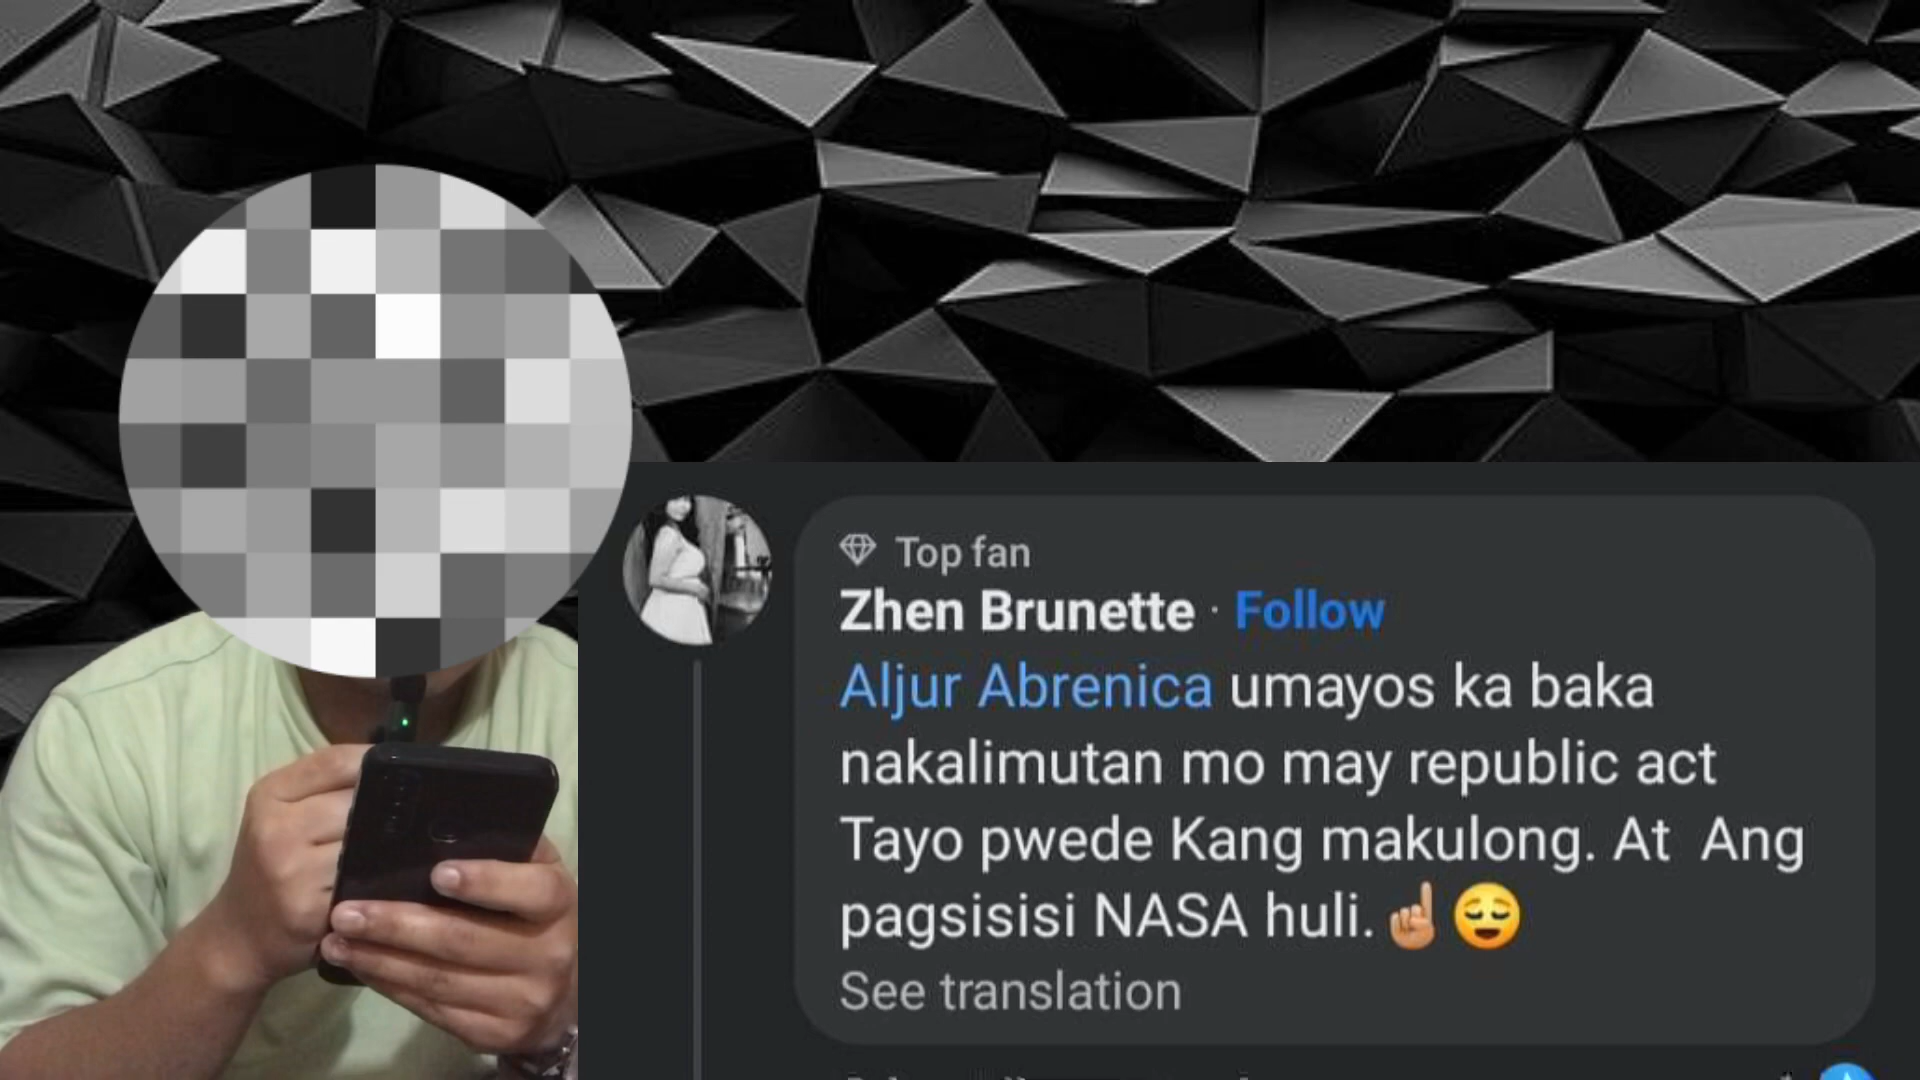 Top fan
Zhen Brunette · Follow
Aljur Abrenica umayos ka baka
nakalimutan mo may republic act
Tayo pwede Kang makulong. At  Ang
pagsisisi NASA huli.☝🏽😌
See translation